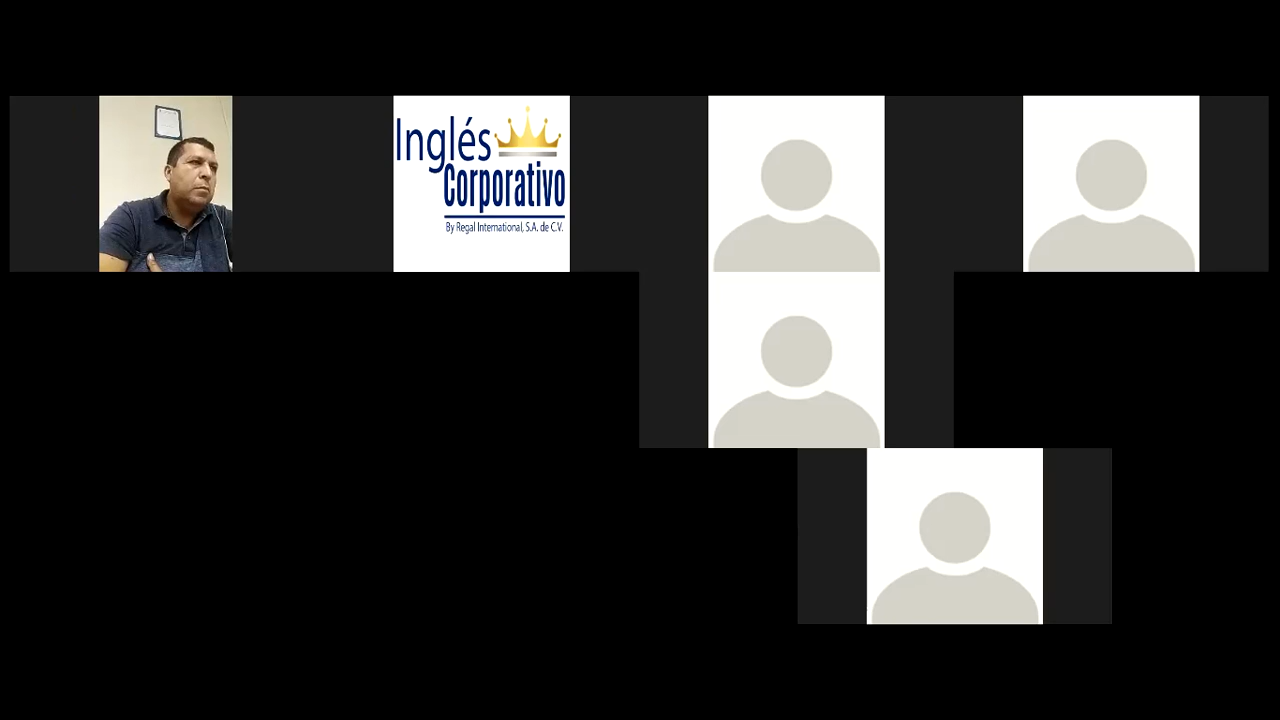 Inglés
Corporativo
By Regal International, S.A. de C.V.